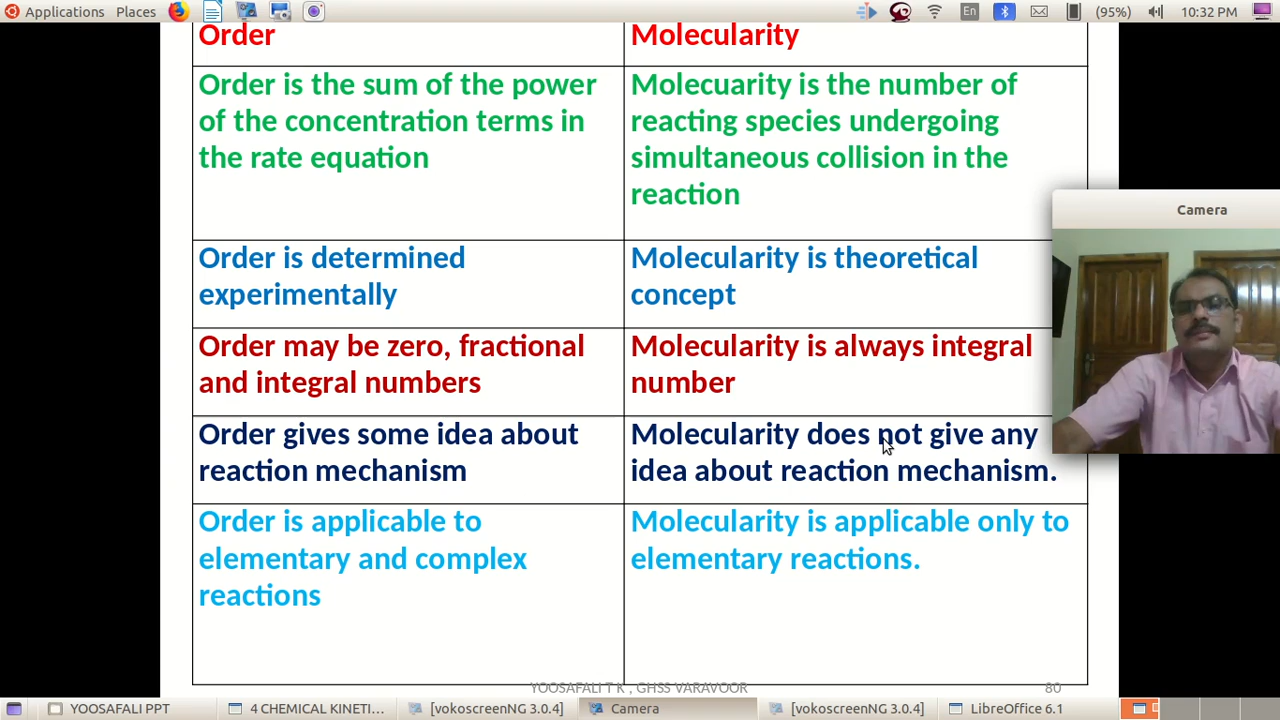 Applications Places En (95%) 10:32 PM
Order
Molecularity
Order is the sum of the power
of the concentration terms in
the rate equation
Molecuarity is the number of
reacting species undergoing
simultaneous collision in the
reaction
Order is determined
experimentally
Molecularity is theoretical
concept
Order may be zero, fractional
and integral numbers
Molecularity is always integral
number
Order gives some idea about
reaction mechanism
Molecularity does not give any
idea about reaction mechanism.
Order is applicable to
elementary and complex
reactions
Molecularity is applicable only to
elementary reactions.
Camera
YOOSAFALI T K , GHSS VARAVOOR 80
YOOSAFALI PPT 4 CHEMICAL KINETI... [vokoscreenNG 3.0.4] Camera [vokoscreenNG 3.0.4] LibreOffice 6.1